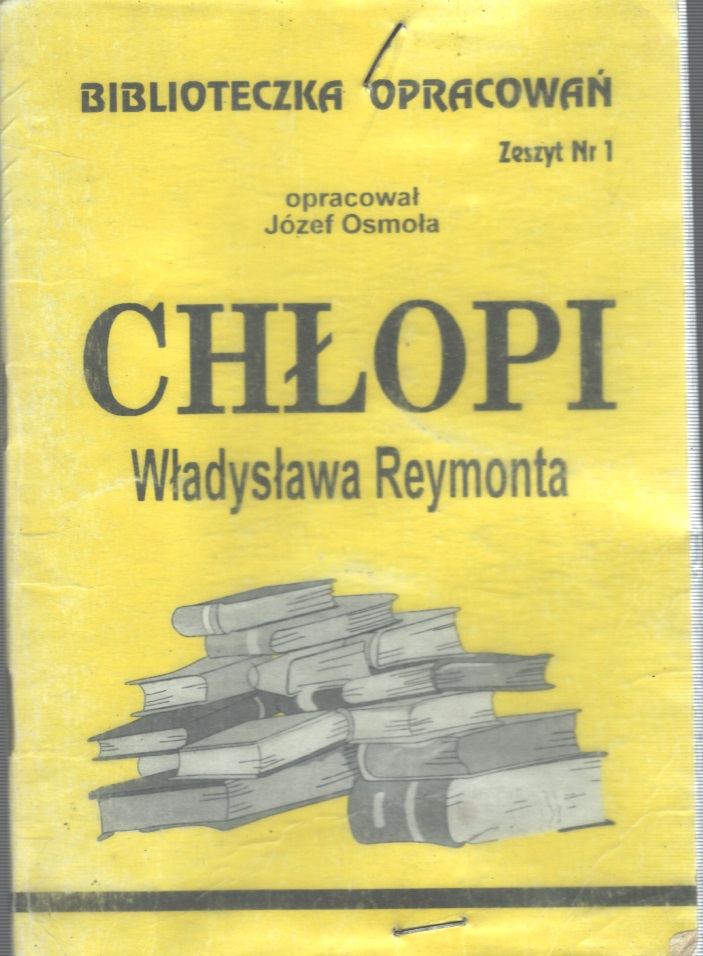 BIBLIOTECZKA OPRACOWAŃ
Zeszyt Nr 1
opracował
Józef Osmoła
CHŁOPI
Władysława Reymonta